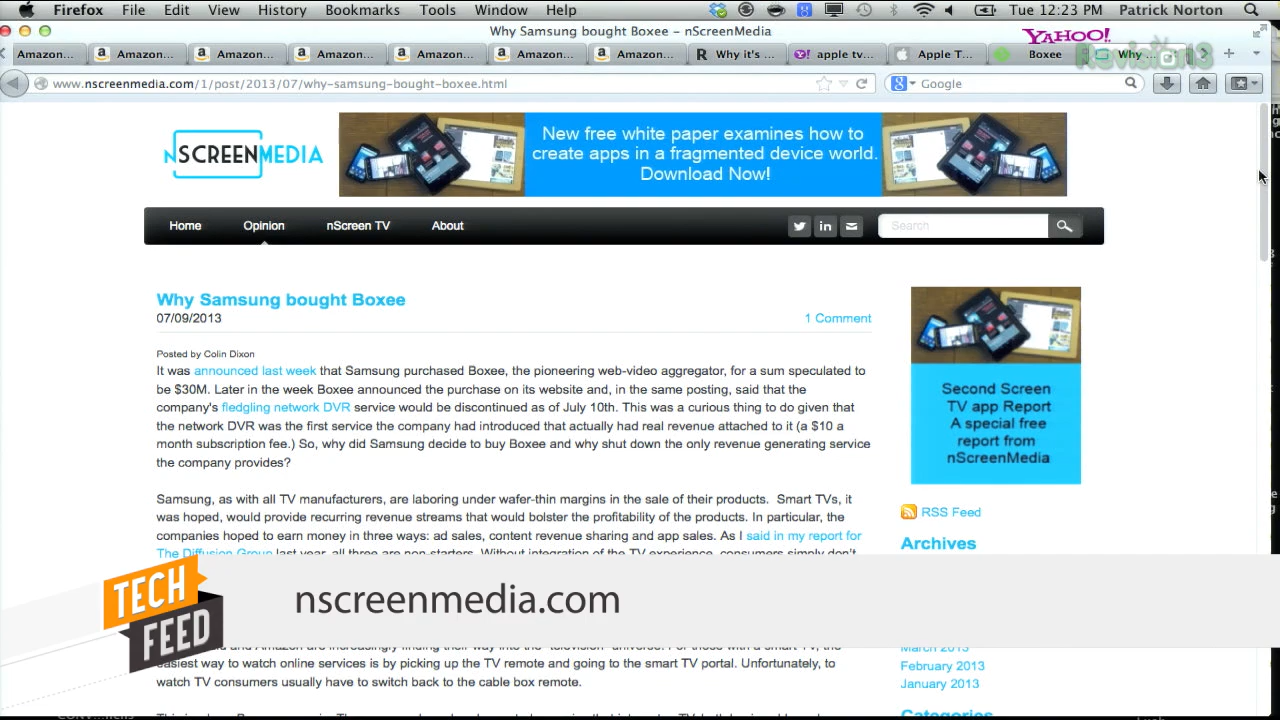 Firefox File Edit View History Bookmarks Tools Window Help Tue 12:23 PM Patrick Norton
Why Samsung bought Boxee – nScreenMedia
YAHOO!
Amazon... Amazon... Amazon... Amazon... Amazon... Amazon... Amazon... Why it's... apple tv... Apple T... Boxee Why ...
www.nscreenmedia.com/1/post/2013/07/why-samsung-bought-boxee.html
Google
nSCREENMEDIA
New free white paper examines how to
create apps in a fragmented device world.
Download Now!
Home Opinion nScreen TV About
Search
Why Samsung bought Boxee
07/09/2013
1 Comment
Posted by Colin Dixon
It was announced last week that Samsung purchased Boxee, the pioneering web-video aggregator, for a sum speculated to
be $30M. Later in the week Boxee announced the purchase on its website and, in the same posting, said that the
company's fledgling network DVR service would be discontinued as of July 10th. This was a curious thing to do given that
the network DVR was the first service the company had introduced that actually had real revenue attached to it (a $10 a
month subscription fee.) So, why did Samsung decide to buy Boxee and why shut down the only revenue generating service
the company provides?
Samsung, as with all TV manufacturers, are laboring under wafer-thin margins in the sale of their products. Smart TVs, it
was hoped, would provide recurring revenue streams that would bolster the profitability of the products. In particular, the
companies hoped to earn money in three ways: ad sales, content revenue sharing and app sales. As I said in my report for
The Diffusion Group last year, all three are non-starters. Without integration of the TV experience, consumers simply don't
Second Screen
TV app Report
A special free
report from
nScreenMedia
RSS Feed
Archives
TECH
FEED
nscreenmedia.com
and Amazon are increasingly finding their way into the "television" universe. For those with a smart TV, the
easiest way to watch online services is by picking up the TV remote and going to the smart TV portal. Unfortunately, to
watch TV consumers usually have to switch back to the cable box remote.
March 2013
February 2013
January 2013
Categories